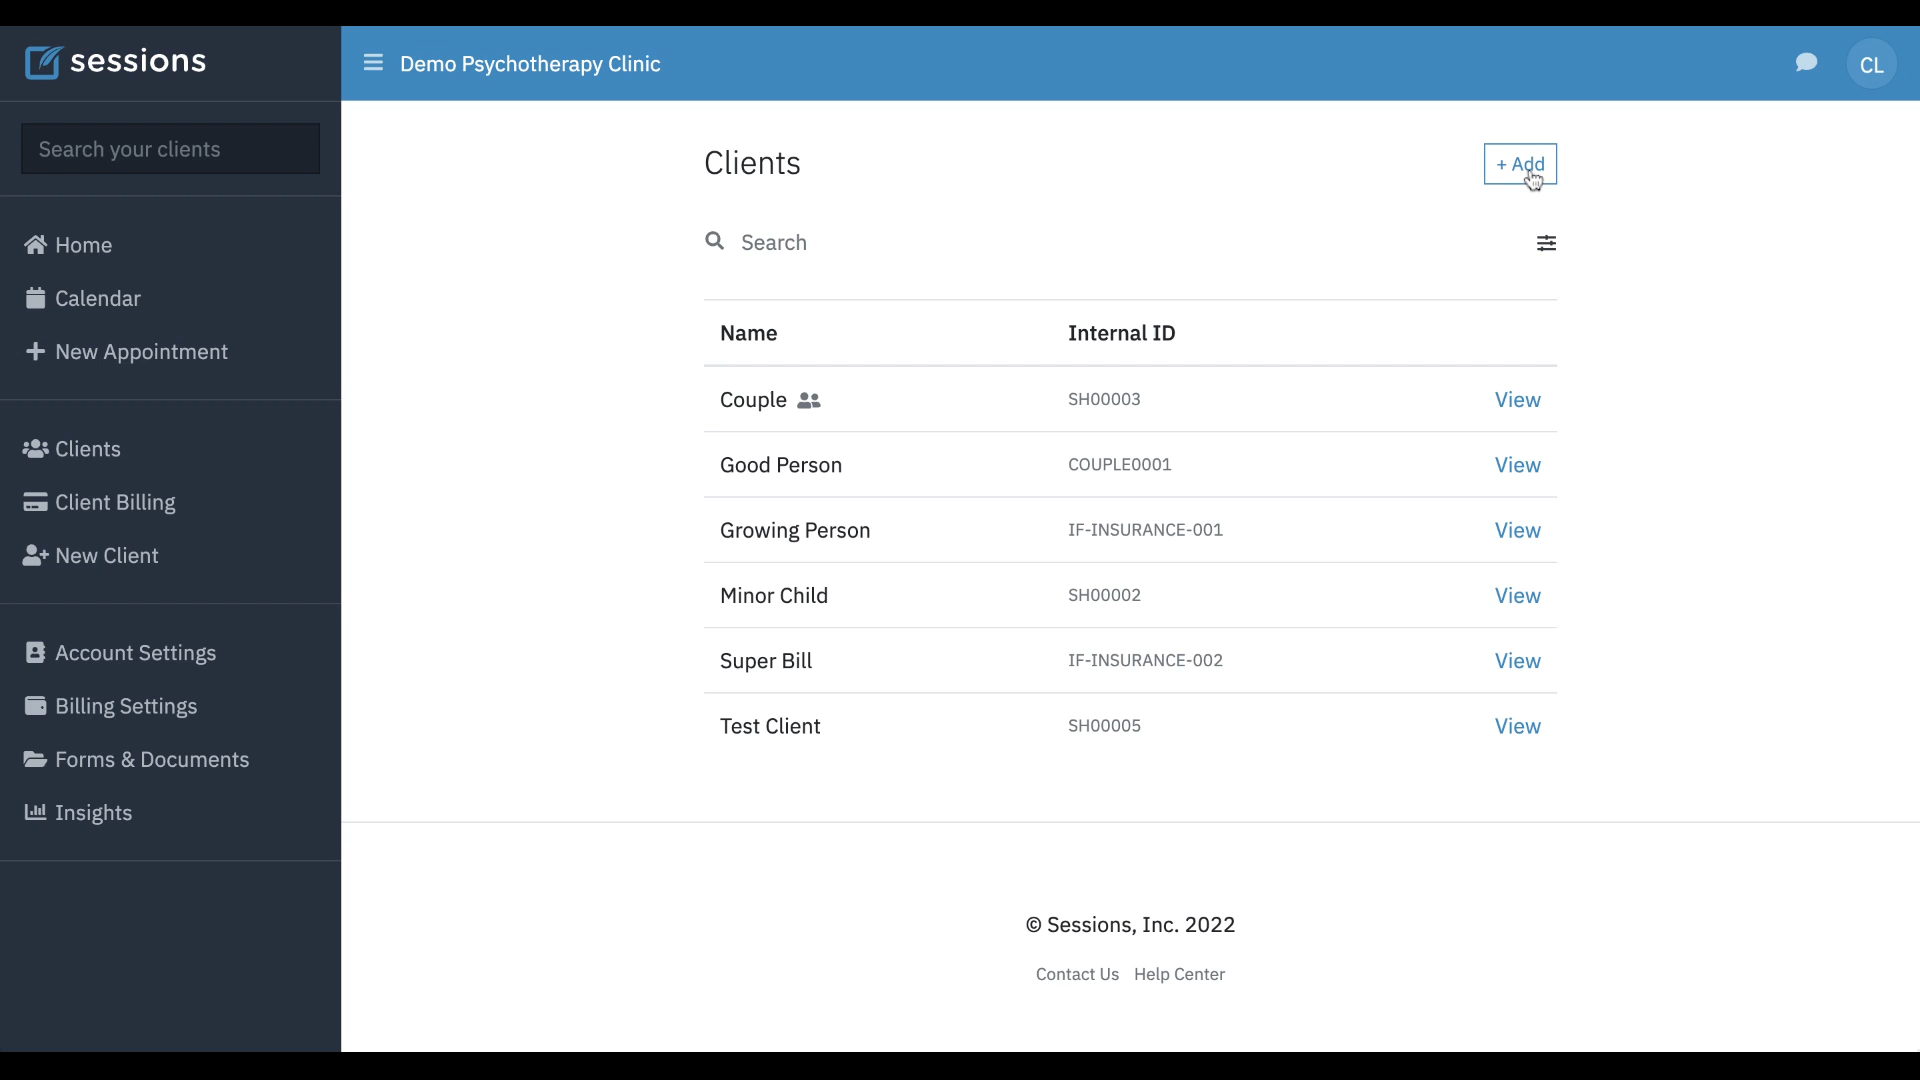 sessions
Demo Psychotherapy Clinic
CL
Search your clients
Home
Calendar
New Appointment
Clients
Client Billing
New Client
Account Settings
Billing Settings
Forms & Documents
Insights
Clients
+ Add
Search
Name Internal ID
Couple SH00003 View
Good Person COUPLE0001 View
Growing Person IF-INSURANCE-001 View
Minor Child SH00002 View
Super Bill IF-INSURANCE-002 View
Test Client SH00005 View
© Sessions, Inc. 2022
Contact Us Help Center